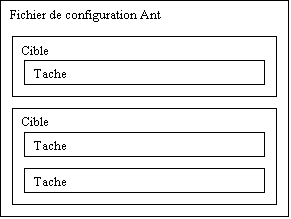 Fichier de configuration Ant
Cible
Tache
Cible
Tache
Tache